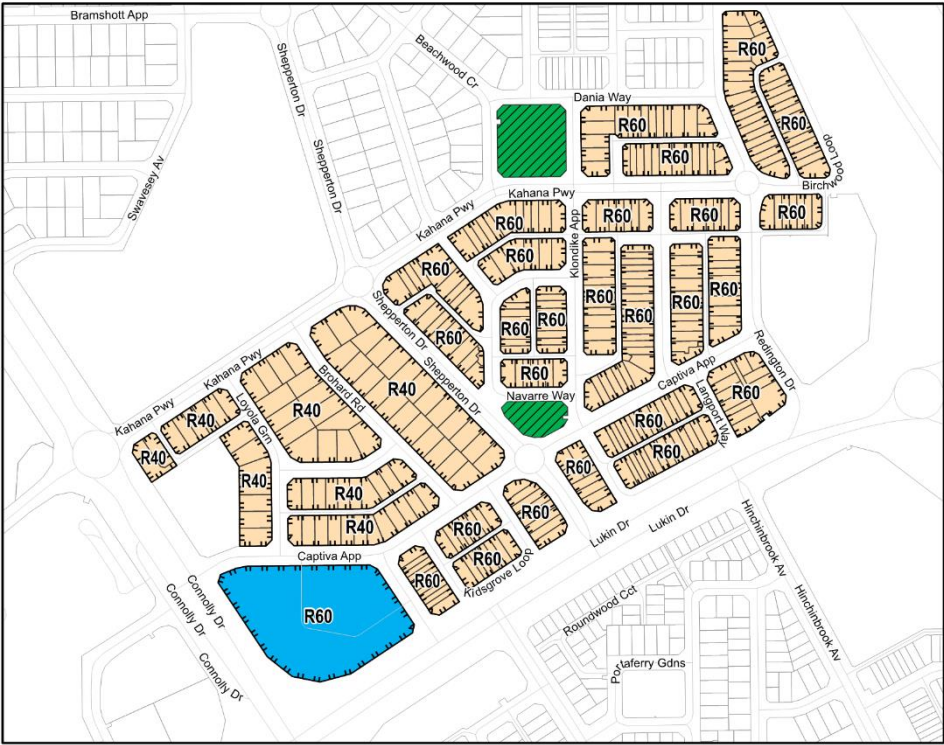 Bramshott App
Shepperton Dr
Beachwood Cr
R60
Dania Way
R60
R60
R60
Birchwood Loop
Shepperton Dr
Swavesey Av
Kahana Pwy
Kahana Pwy
R60
R60
R60
R60
R60
Klondike App
R60
R60
Shepperton Dr
R60
R60
R60
R60
R60
R60
R60
R60
Redington Dr
Kahana Pwy
Kahana Pwy
Brohard Rd
R40
Shepperton Dr
Navarre Way
Captiva App
Langport Way
R60
Loyola Grn
R40
R40
R40
R60
R60
R40
R60
R40
R40
R60
R60
R60
R60
Kidsgrove Loop
Captiva App
Lukin Dr
Lukin Dr
Hinchinbrook Av
Hinchinbrook Av
Connolly Dr
Connolly Dr
Connolly Dr
R60
Roundwood Cct
Portaferry Gdns